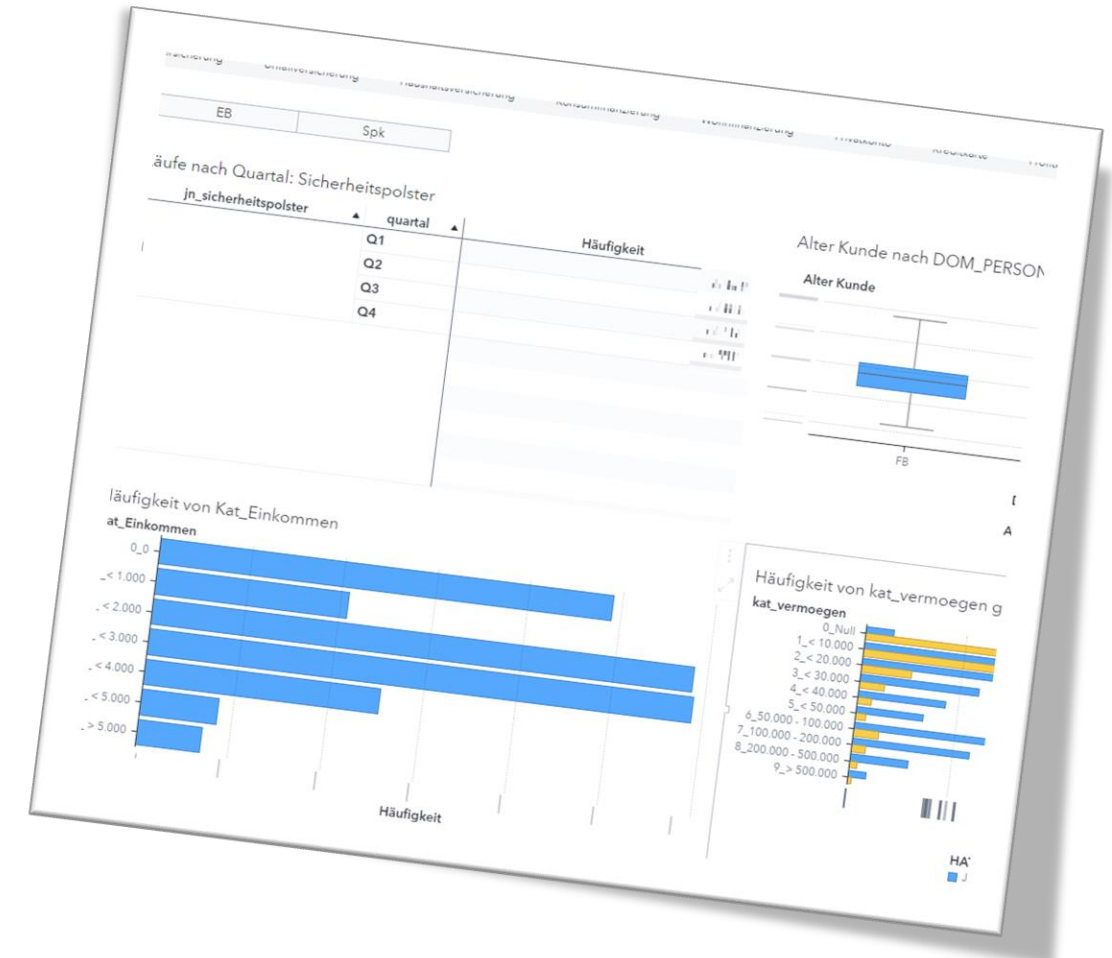 EB Spk
äufe nach Quartal: Sicherheitspolster
jn_sicherheitspolster ▲ quartal ▲ Häufigkeit
Q1
Q2
Q3
Q4
Alter Kunde nach DOM_PERSON
Alter Kunde
FB
läufigkeit von Kat_Einkommen
at_Einkommen
0_0
_< 1.000
_< 2.000
_< 3.000
_< 4.000
_< 5.000
_> 5.000
Häufigkeit
Häufigkeit von kat_vermoegen g
kat_vermoegen
0_Null
1_< 10.000
2_< 20.000
3_< 30.000
4_< 40.000
5_< 50.000
6_50.000 - 100.000
7_100.000 - 200.000
8_200.000 - 500.000
9_> 500.000
HA
J